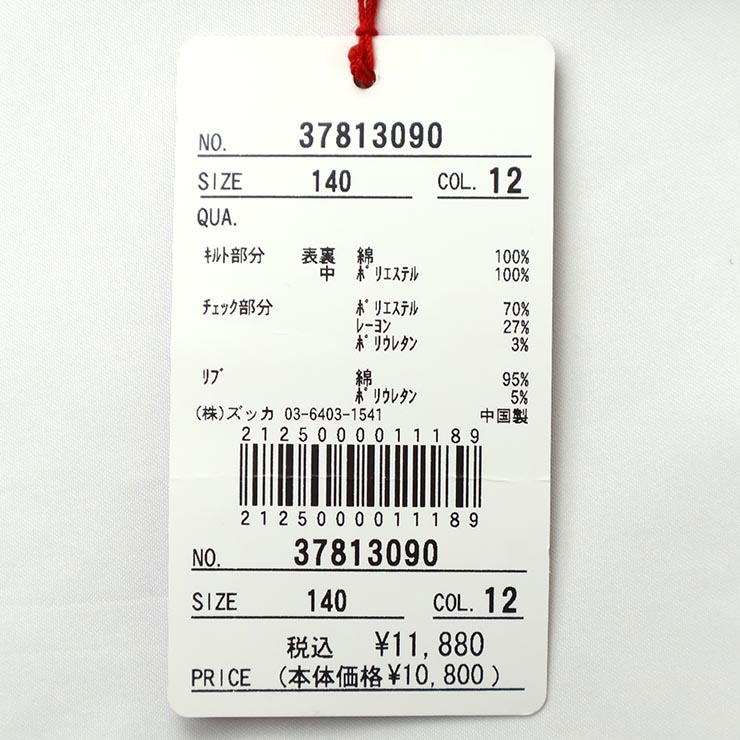 NO. 37813090
SIZE 140 COL. 12
QUA.
ｷﾙﾄ部分 表裏 綿 100%
中 ﾎﾟﾘｴｽﾃﾙ 100%
ﾁｪｯｸ部分 ﾎﾟﾘｴｽﾃﾙ 70%
ﾚｰﾖﾝ 27%
ﾎﾟﾘｳﾚﾀﾝ 3%
ﾘﾌﾞ 綿 95%
ﾎﾟﾘｳﾚﾀﾝ 5%
(株)ズッカ 03-6403-1541 中国製
2125000011189
2125000011189
NO. 37813090
SIZE 140 COL. 12
税込 ¥11,880
PRICE (本体価格¥10,800)